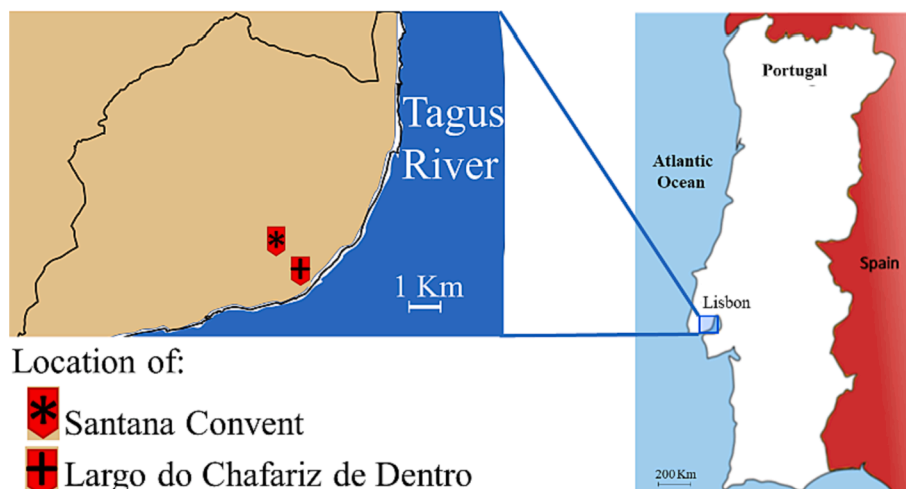 Tagus
River
1 Km
Portugal
Atlantic
Ocean
Spain
Lisbon
200 Km
Location of:
* Santana Convent
+ Largo do Chafariz de Dentro